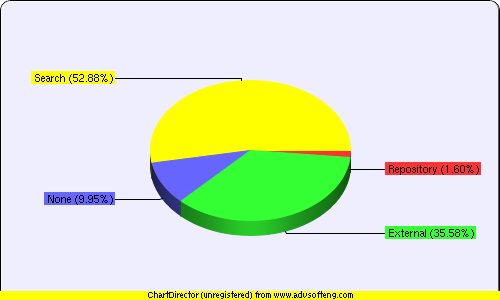 Search (52.88%)
Repository (1.60%)
None (9.95%)
External (35.58%)
ChartDirector (unregistered) from www.advsofteng.com